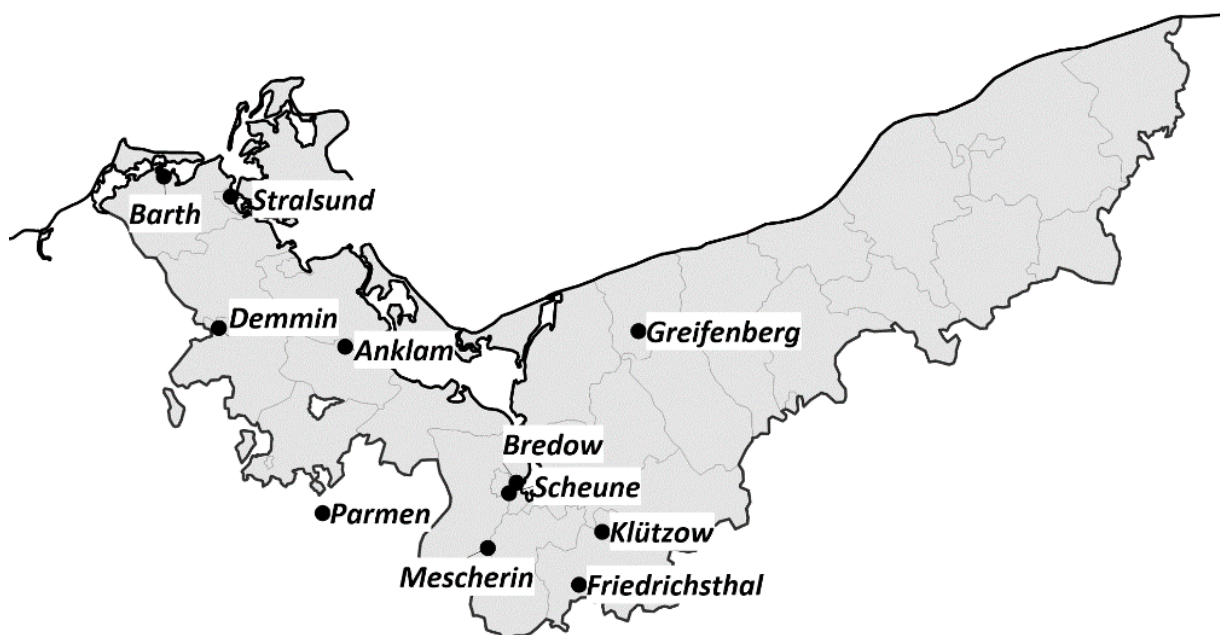 Barth
Stralsund
Demmin
Anklam
Greifenberg
Bredow
Scheune
Parmen
Klützow
Mescherin
Friedrichsthal